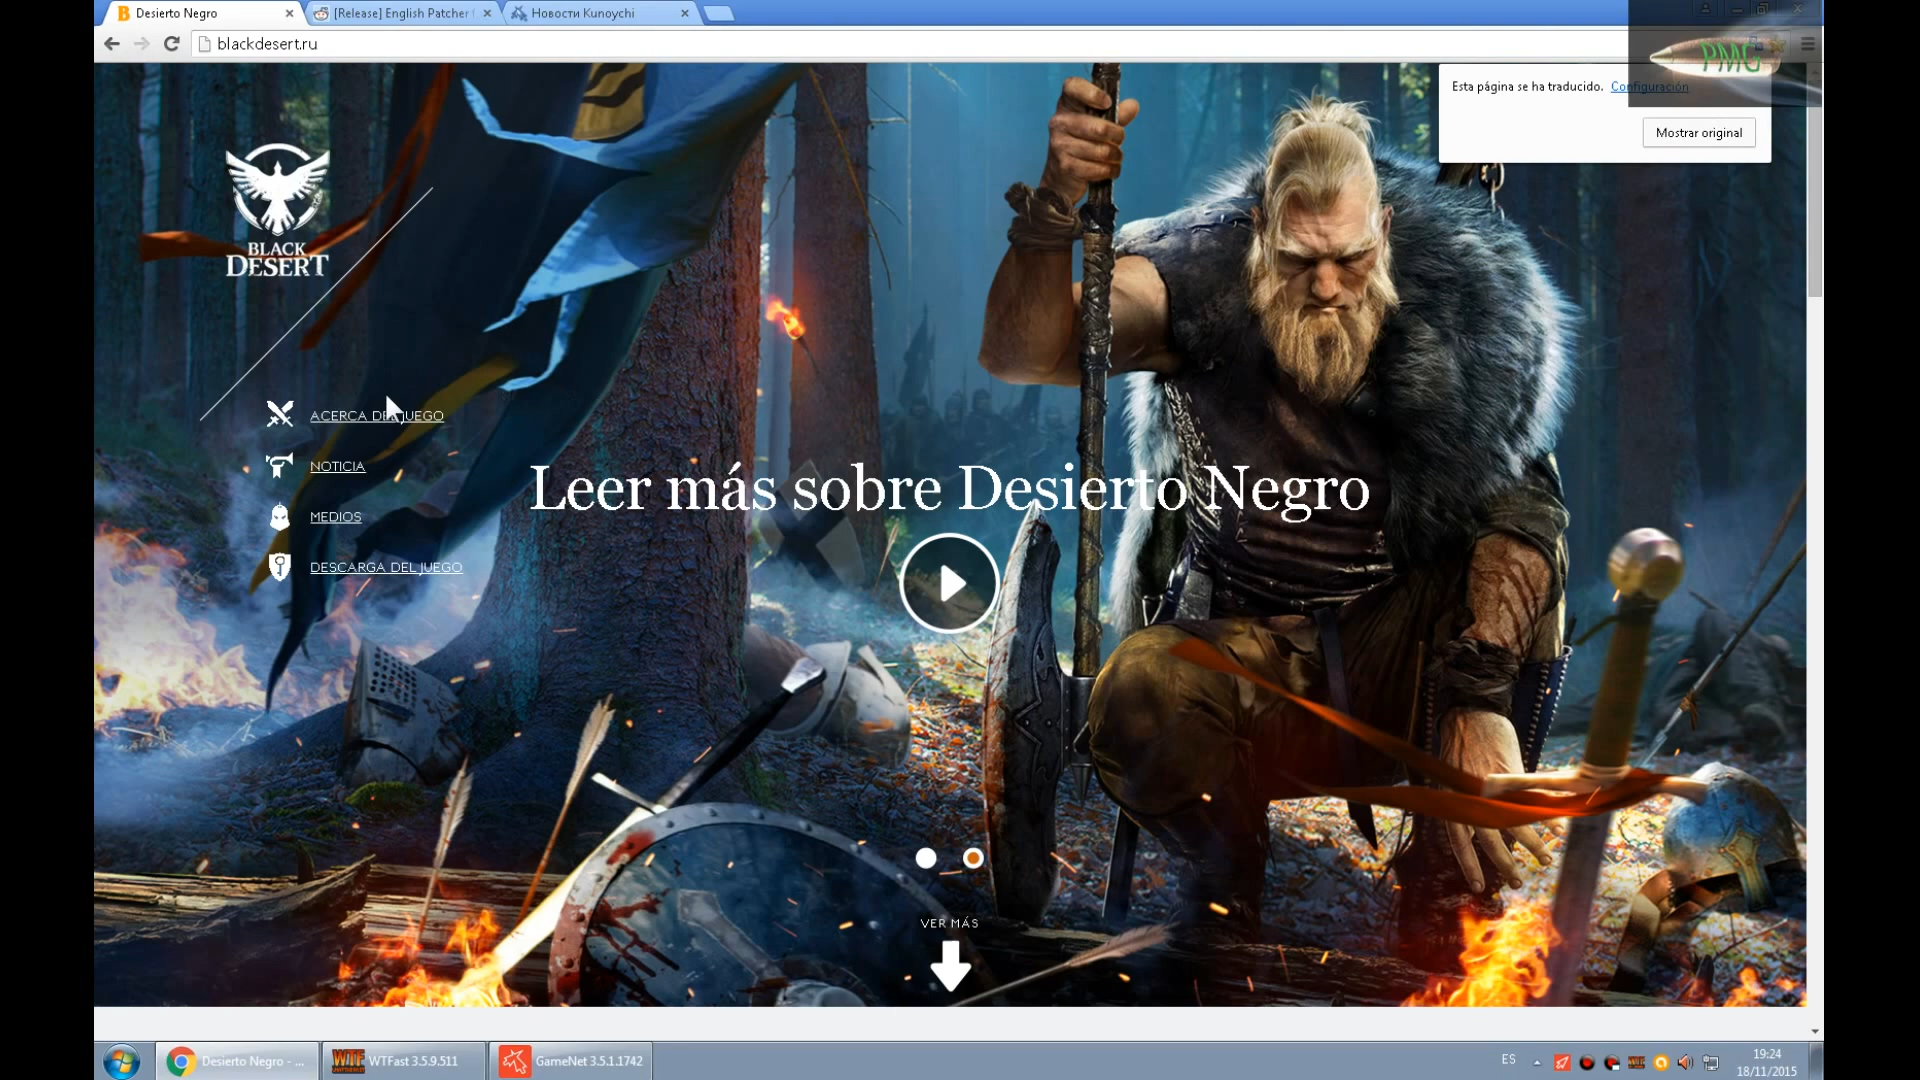 Desierto Negro
[Release] English Patcher
Новости Kunoychi
blackdesert.ru
PMG
Esta página se ha traducido. Configuración
Mostrar original
BLACK
DESERT
ACERCA DEL JUEGO
NOTICIA
MEDIOS
DESCARGA DEL JUEGO
Leer más sobre Desierto Negro
VER MÁS
Desierto Negro - ...
WTF WTFast 3.5.9.511
GameNet 3.5.1.1742
ES
19:24
18/11/2015